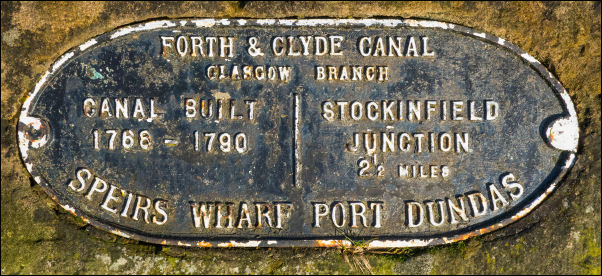 FORTH & CLYDE CANAL
GLASGOW BRANCH
CANAL BUILT
1768 - 1790
STOCKINFIELD
JUNCTION
2½ MILES
SPEIRS WHARF PORT DUNDAS